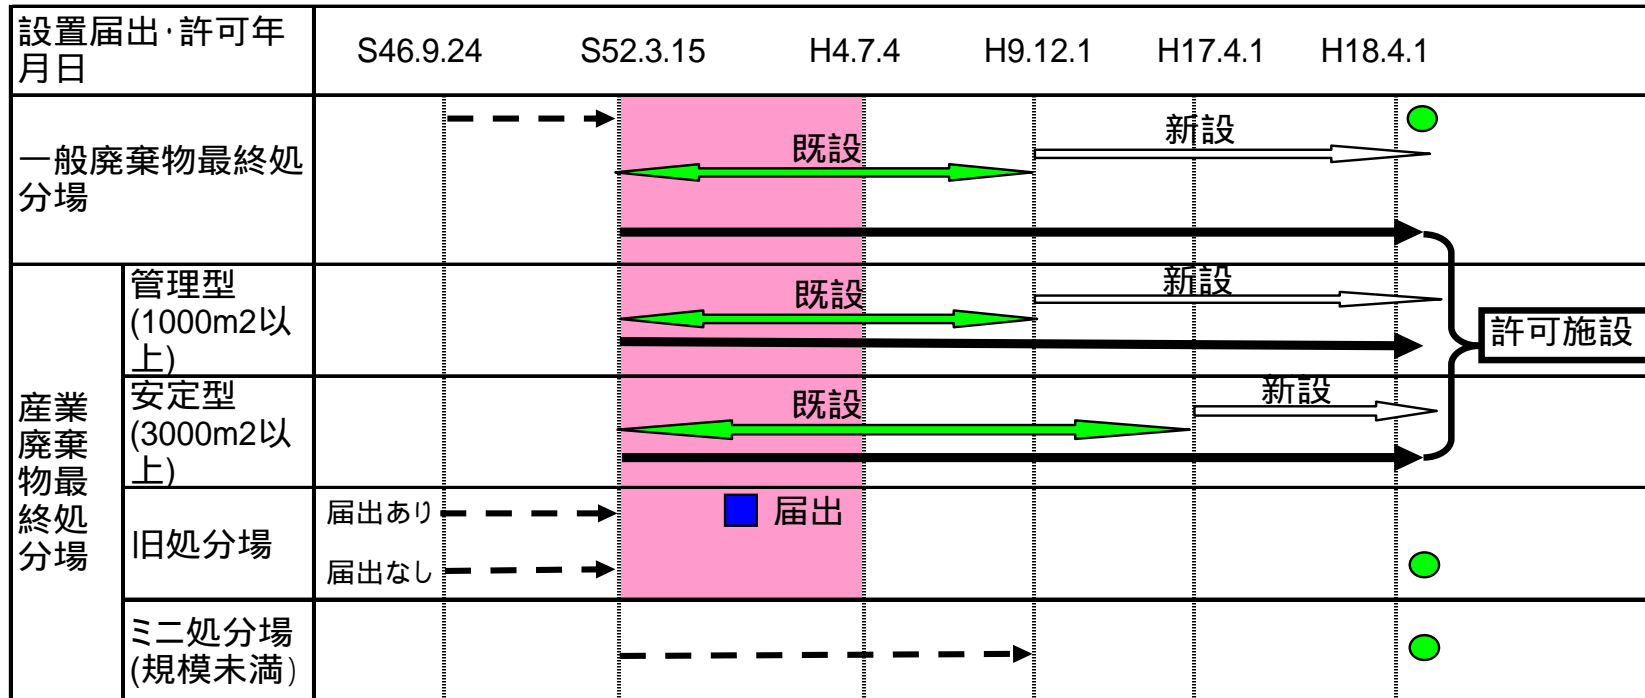 設置届出･許可年
月日
S46.9.24
S52.3.15
H4.7.4
H9.12.1
H17.4.1
H18.4.1
一般廃棄物最終処
分場
既設
新設
産業
廃棄
物最
終処
分場
管理型
(1000m2以
上)
既設
新設
許可施設
安定型
(3000m2以
上)
既設
新設
旧処分場
届出あり
届出
届出なし
ミニ処分場
(規模未満)